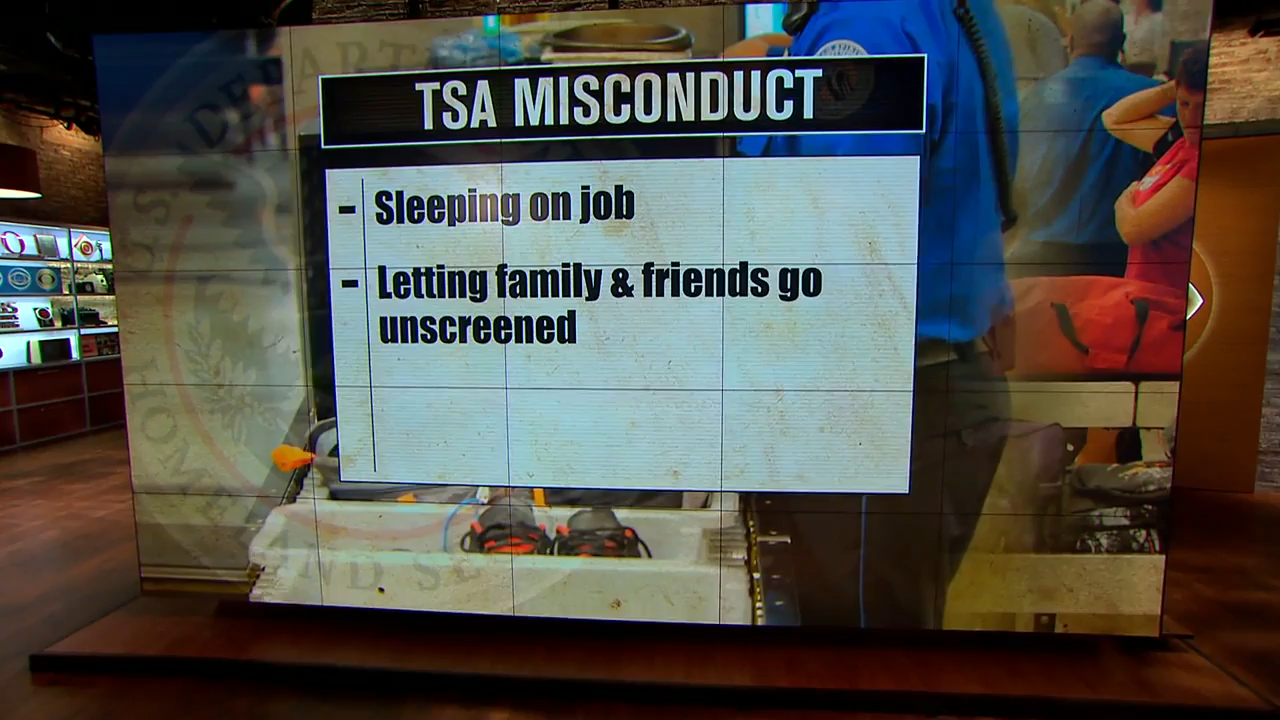 TSA MISCONDUCT
- Sleeping on job
- Letting family & friends go
unscreened